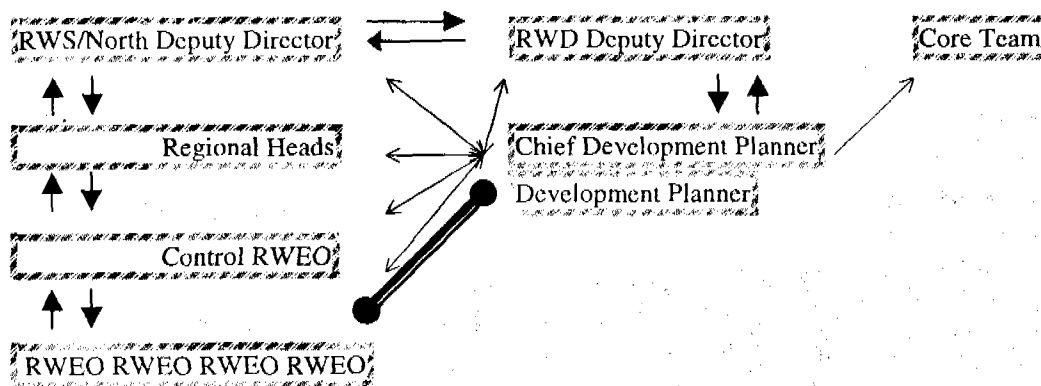 RWS/North Deputy Director
RWD Deputy Director
Core Team
Regional Heads
Chief Development Planner
Development Planner
Control RWEO
RWEO RWEO RWEO RWEO